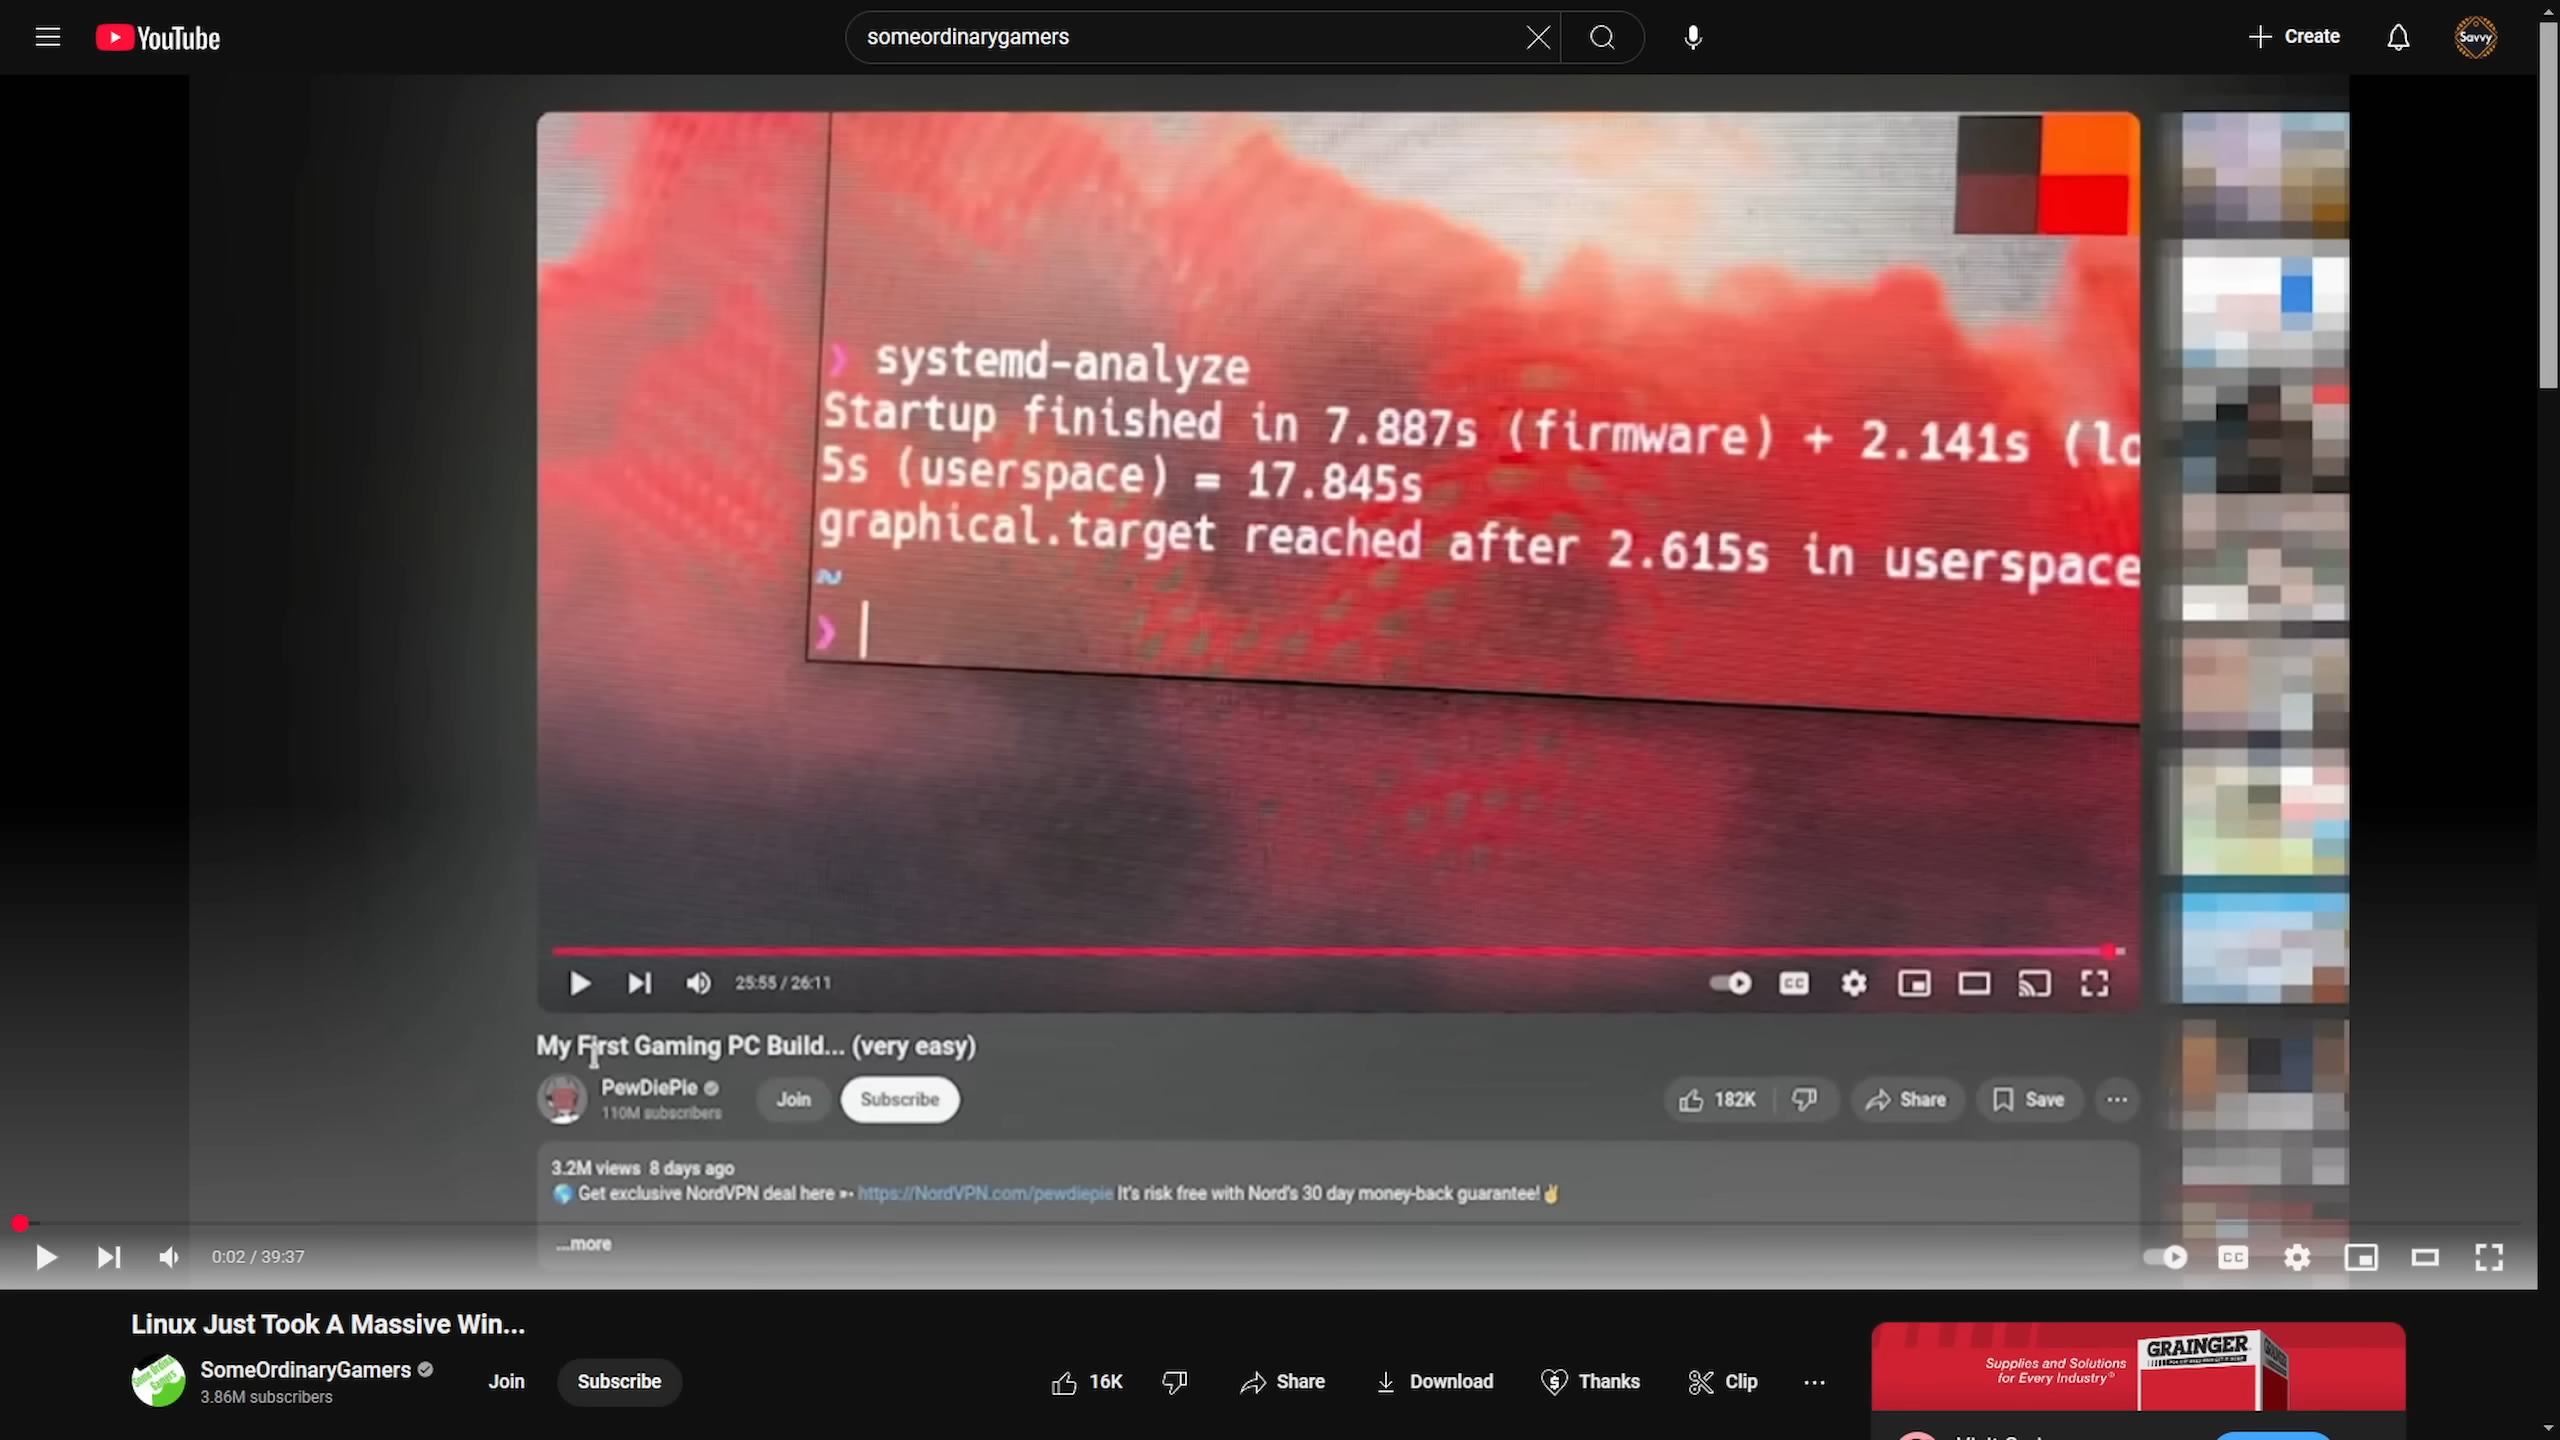 YouTube
someordinarygamers
Create
Savvy
systemd-analyze
Startup finished in 7.887s (firmware) + 2.141s (lo
5s (userspace) = 17.845s
graphical.target reached after 2.615s in userspace
~
25:55 / 26:11
CC
My First Gaming PC Build... (very easy)
PewDiePie
110M subscribers
Join
Subscribe
182K
Share
Save
3.2M views 8 days ago
Get exclusive NordVPN deal here ➼ https://NordVPN.com/pewdiepie It's risk free with Nord's 30 day money-back guarantee!✌
...more
0:02 / 39:37
CC
Linux Just Took A Massive Win...
SomeOrdinaryGamers
3.86M subscribers
Join
Subscribe
16K
Share
Download
Thanks
Clip
Supplies and Solutions
for Every Industry®
GRAINGER